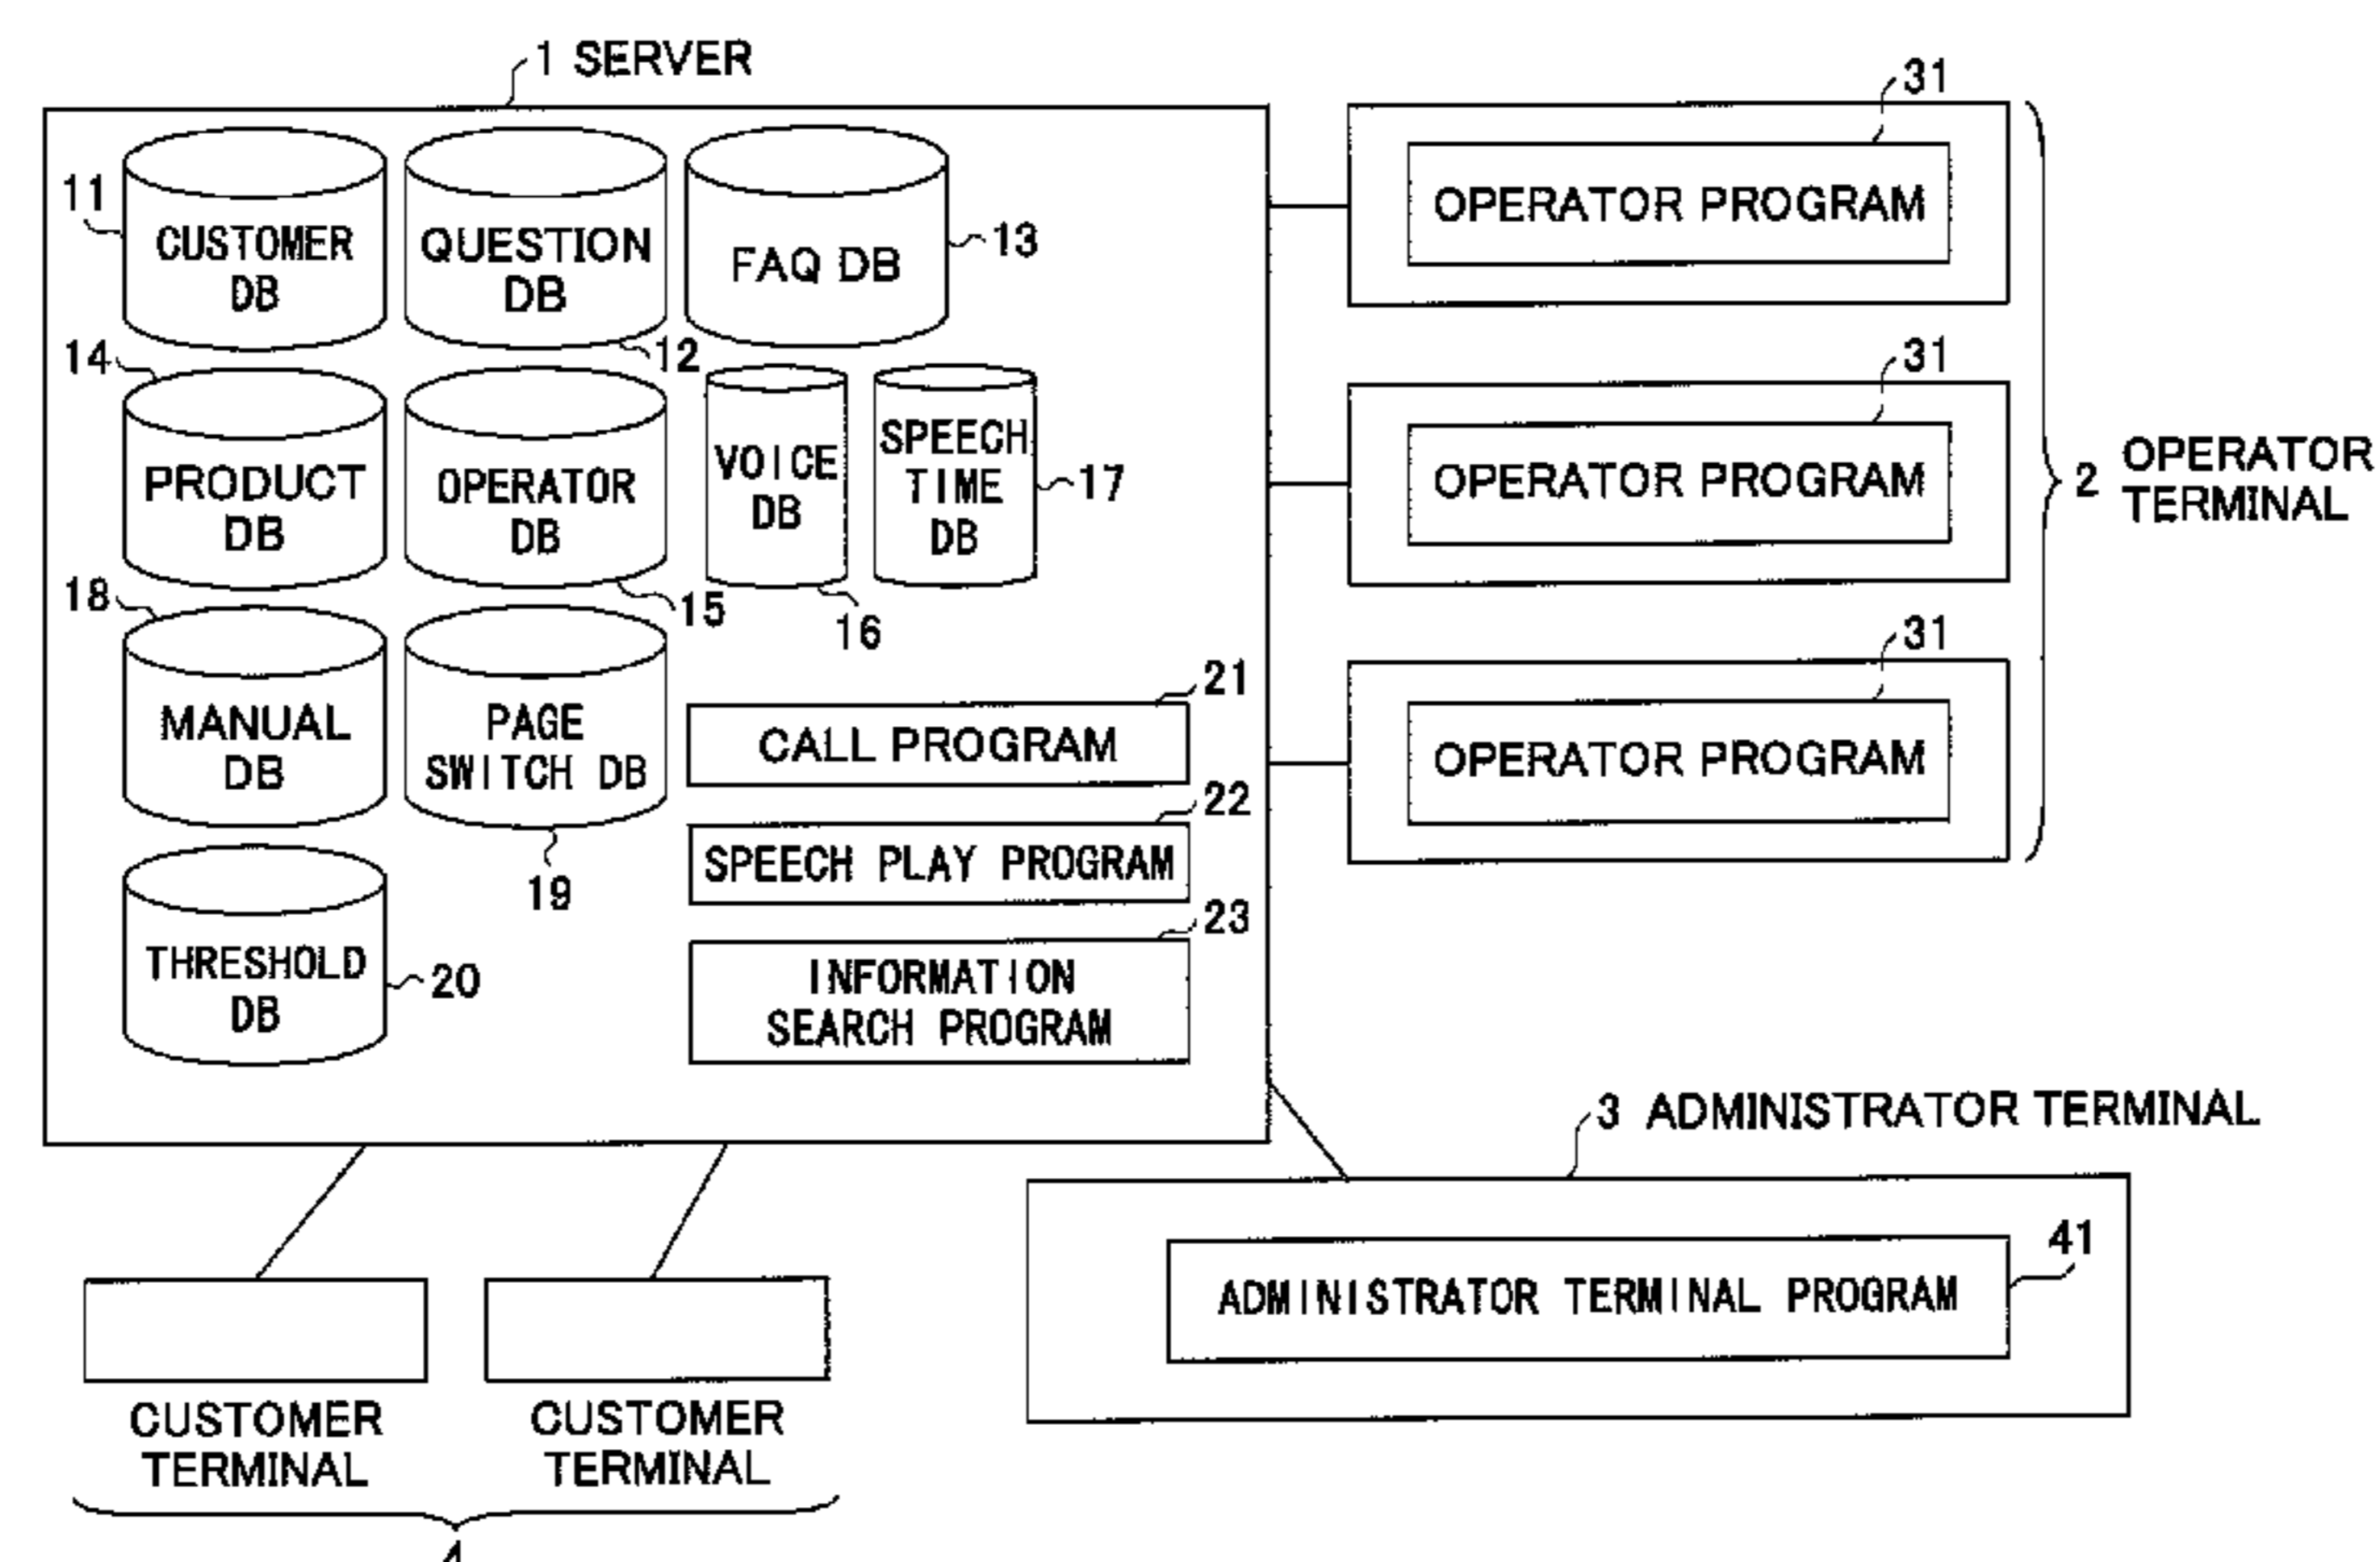 1 SERVER
11
CUSTOMER
DB
QUESTION
DB
12
FAQ DB
13
14
PRODUCT
DB
OPERATOR
DB
15
VOICE
DB
16
SPEECH
TIME
DB
17
18
MANUAL
DB
PAGE
SWITCH DB
19
THRESHOLD
DB
20
21
CALL PROGRAM
22
SPEECH PLAY PROGRAM
23
INFORMATION
SEARCH PROGRAM
31
OPERATOR PROGRAM
31
OPERATOR PROGRAM
31
OPERATOR PROGRAM
2 OPERATOR
TERMINAL
3 ADMINISTRATOR TERMINAL
41
ADMINISTRATOR TERMINAL PROGRAM
CUSTOMER
TERMINAL
CUSTOMER
TERMINAL
4